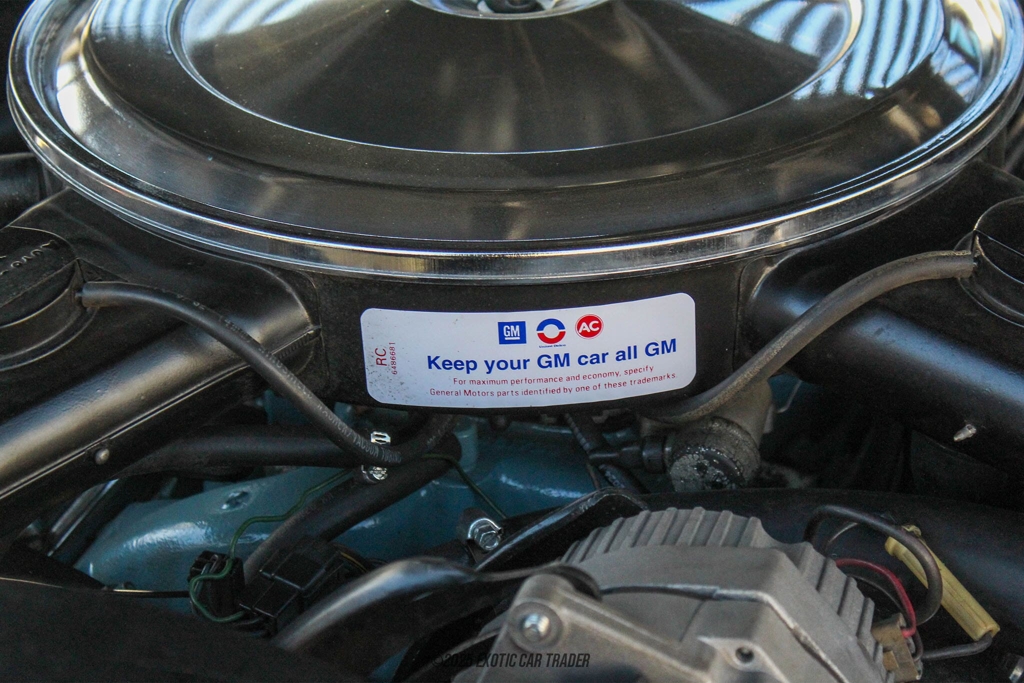 GM
AC
Keep your GM car all GM
For maximum performance and economy, specify
General Motors parts identified by one of these trademarks.
RC
6486681
EXOTIC CAR TRADER